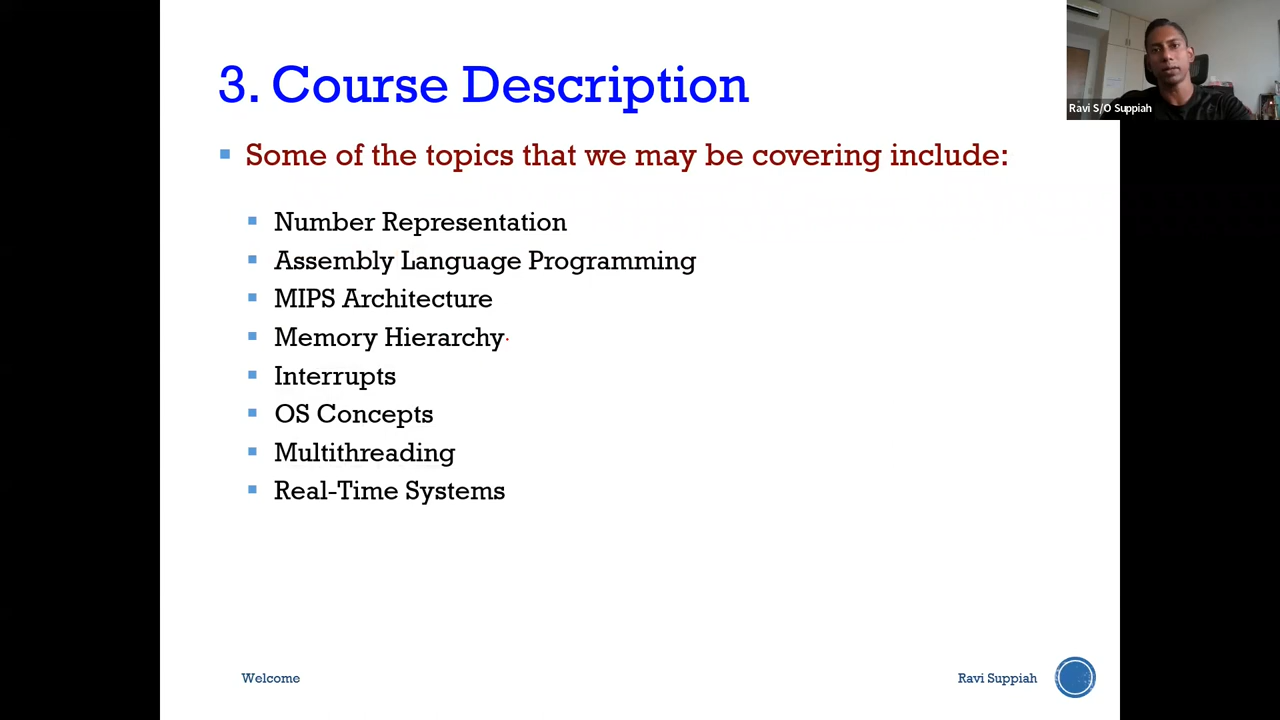 3. Course Description
Ravi S/O Suppiah
Some of the topics that we may be covering include:
Number Representation
Assembly Language Programming
MIPS Architecture
Memory Hierarchy
Interrupts
OS Concepts
Multithreading
Real-Time Systems
Welcome
Ravi Suppiah